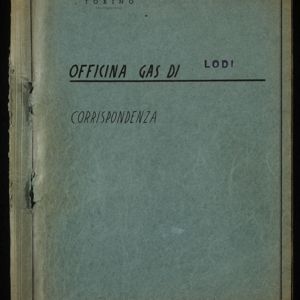 TORINO
OFFICINA GAS DI LODI
CORRISPONDENZA